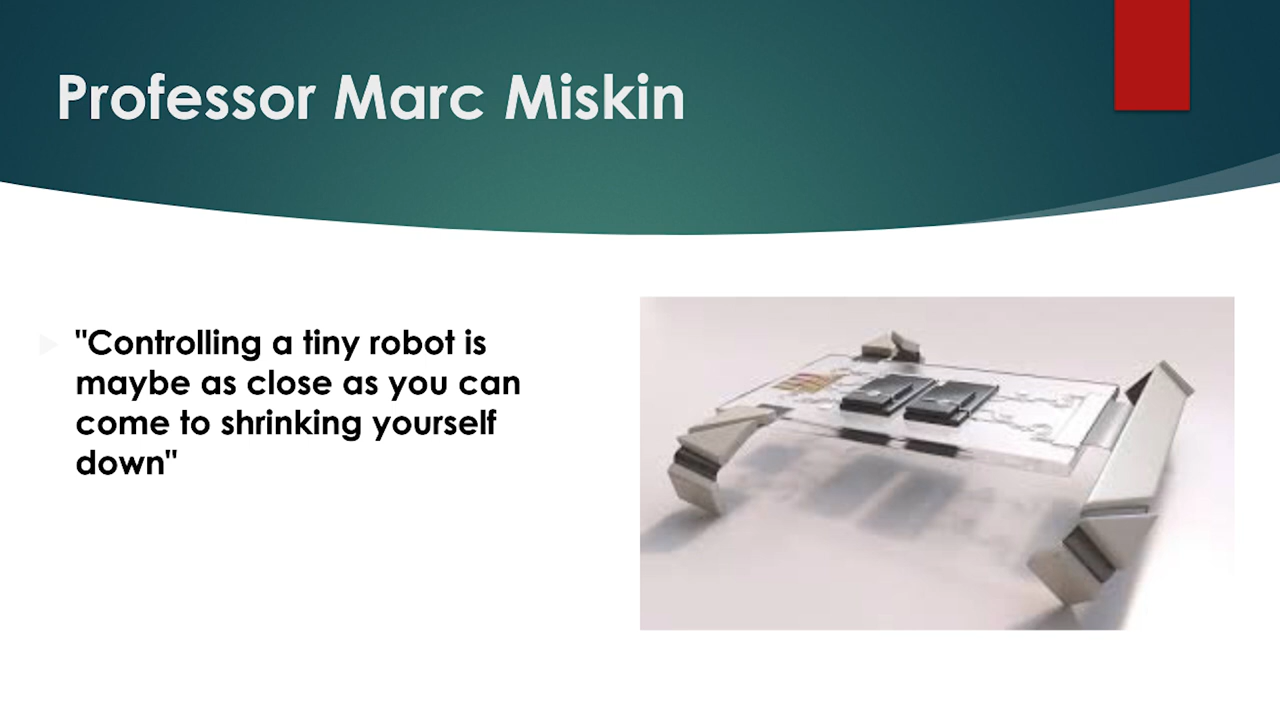 Professor Marc Miskin
"Controlling a tiny robot is
maybe as close as you can
come to shrinking yourself
down"